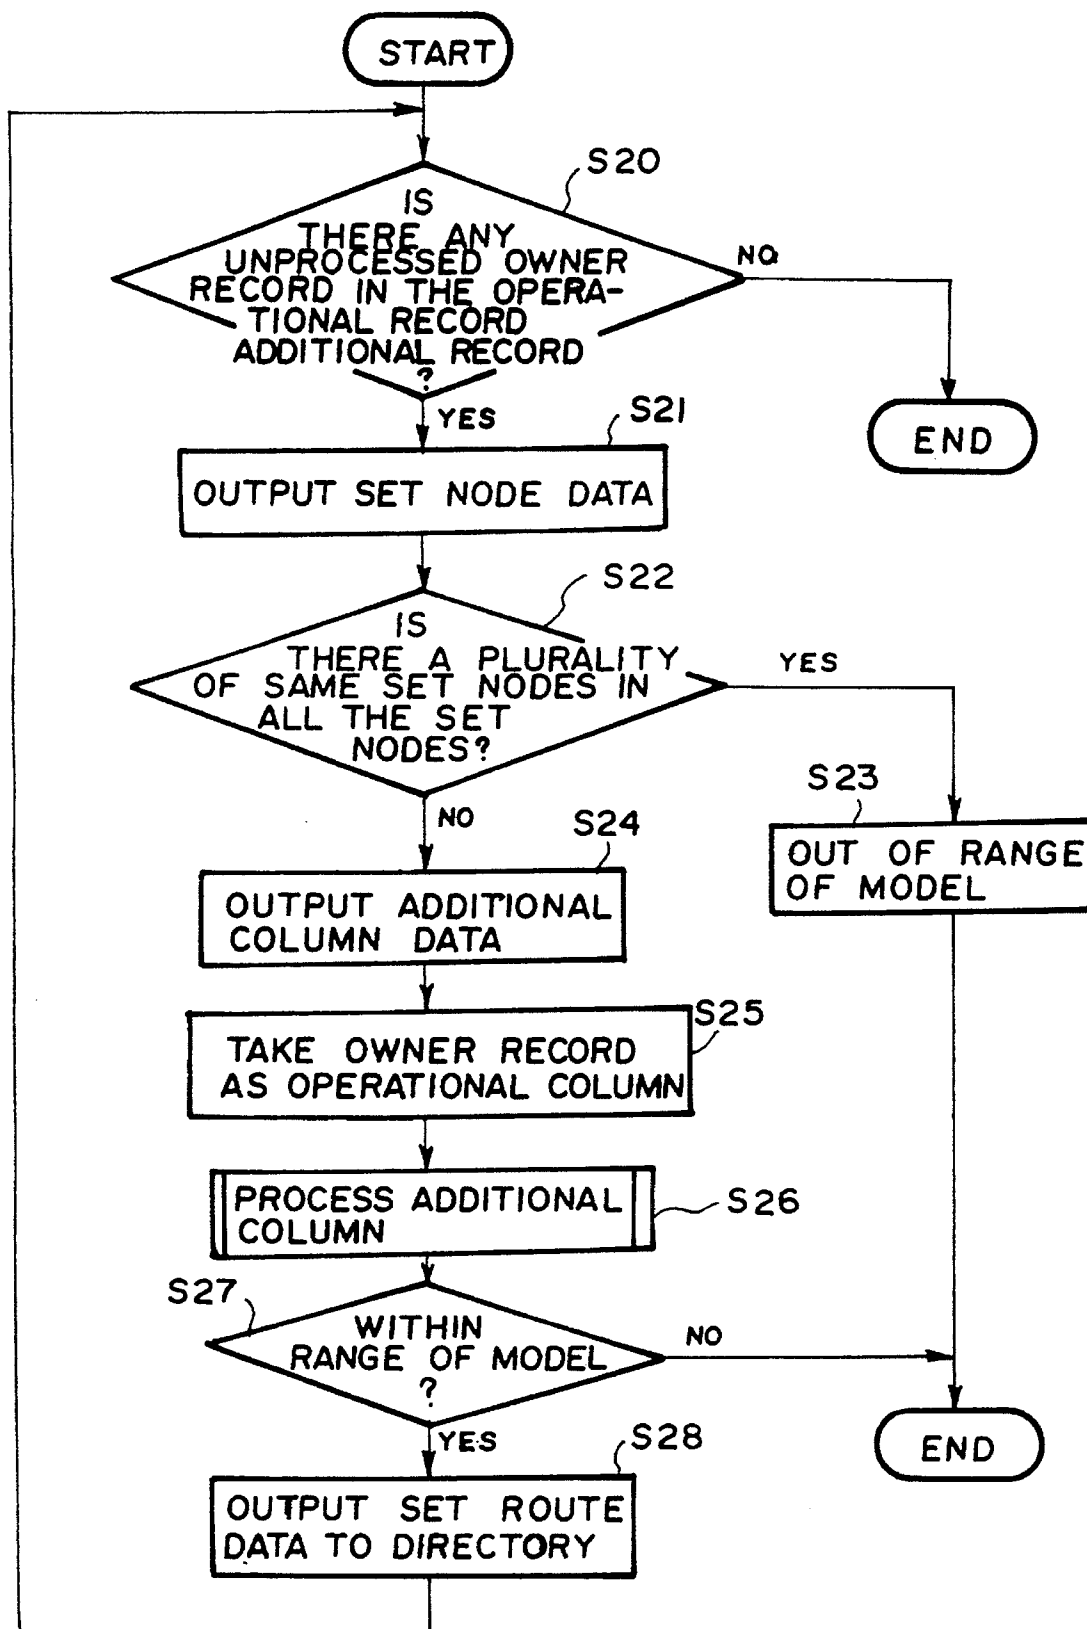 START
S20
IS
THERE ANY
UNPROCESSED OWNER
RECORD IN THE OPERA-
TIONAL RECORD
ADDITIONAL RECORD
?
NO
YES
END
S21
OUTPUT SET NODE DATA
S22
IS
THERE A PLURALITY
OF SAME SET NODES IN
ALL THE SET
NODES?
YES
NO
S23
OUT OF RANGE
OF MODEL
S24
OUTPUT ADDITIONAL
COLUMN DATA
S25
TAKE OWNER RECORD
AS OPERATIONAL COLUMN
PROCESS ADDITIONAL
COLUMN
S26
S27
WITHIN
RANGE OF MODEL
?
NO
YES
END
S28
OUTPUT SET ROUTE
DATA TO DIRECTORY